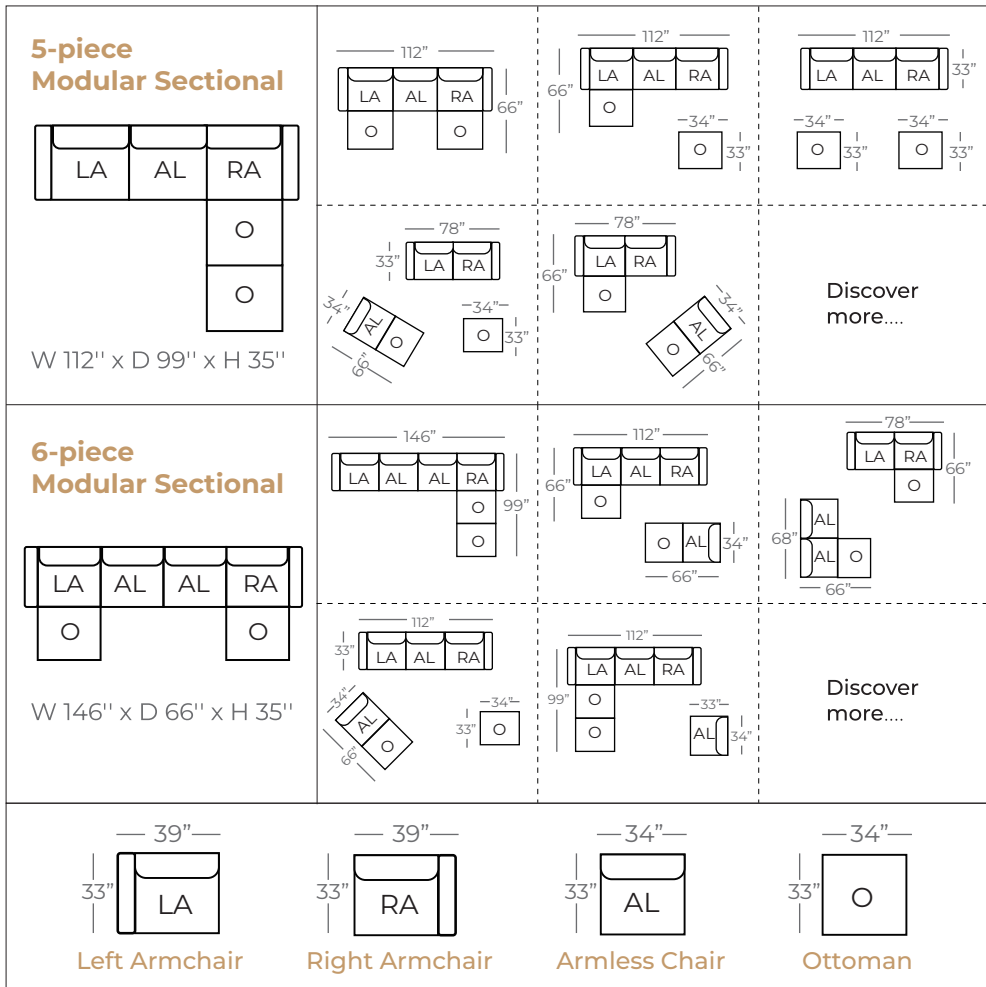 5-piece
Modular Sectional
LA AL RA
O
O
W 112'' x D 99'' x H 35''
112”
LA AL RA
66”
O O
112”
LA AL RA
66”
O
34”
O 33”
112”
LA AL RA 33”
34” 34”
O 33” O 33”
78”
33” LA RA
34”
AL O
66”
34”
O 33”
78”
LA RA
66”
O
34”
AL
O
66”
Discover
more....
6-piece
Modular Sectional
LA AL AL RA
O O
W 146'' x D 66'' x H 35''
146”
LA AL AL RA
O 99”
O
112”
LA AL RA
66”
O
O AL 34”
66”
78”
LA RA
66”
O
AL
68”
AL O
66”
112”
33” LA AL RA
34”
AL
O
66”
34”
33” O
112”
LA AL RA
99” O
O
33”
AL 34”
Discover
more....
39” 39” 34” 34”
33” LA 33” RA 33” AL 33” O
Left Armchair Right Armchair Armless Chair Ottoman